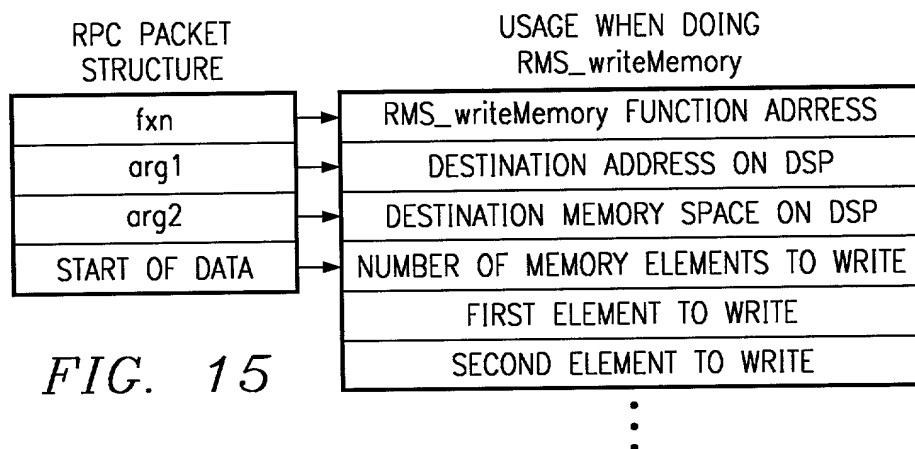 RPC PACKET
STRUCTURE
fxn
arg1
arg2
START OF DATA
USAGE WHEN DOING
RMS_writeMemory
RMS_writeMemory FUNCTION ADRRESS
DESTINATION ADDRESS ON DSP
DESTINATION MEMORY SPACE ON DSP
NUMBER OF MEMORY ELEMENTS TO WRITE
FIRST ELEMENT TO WRITE
SECOND ELEMENT TO WRITE
FIG. 15